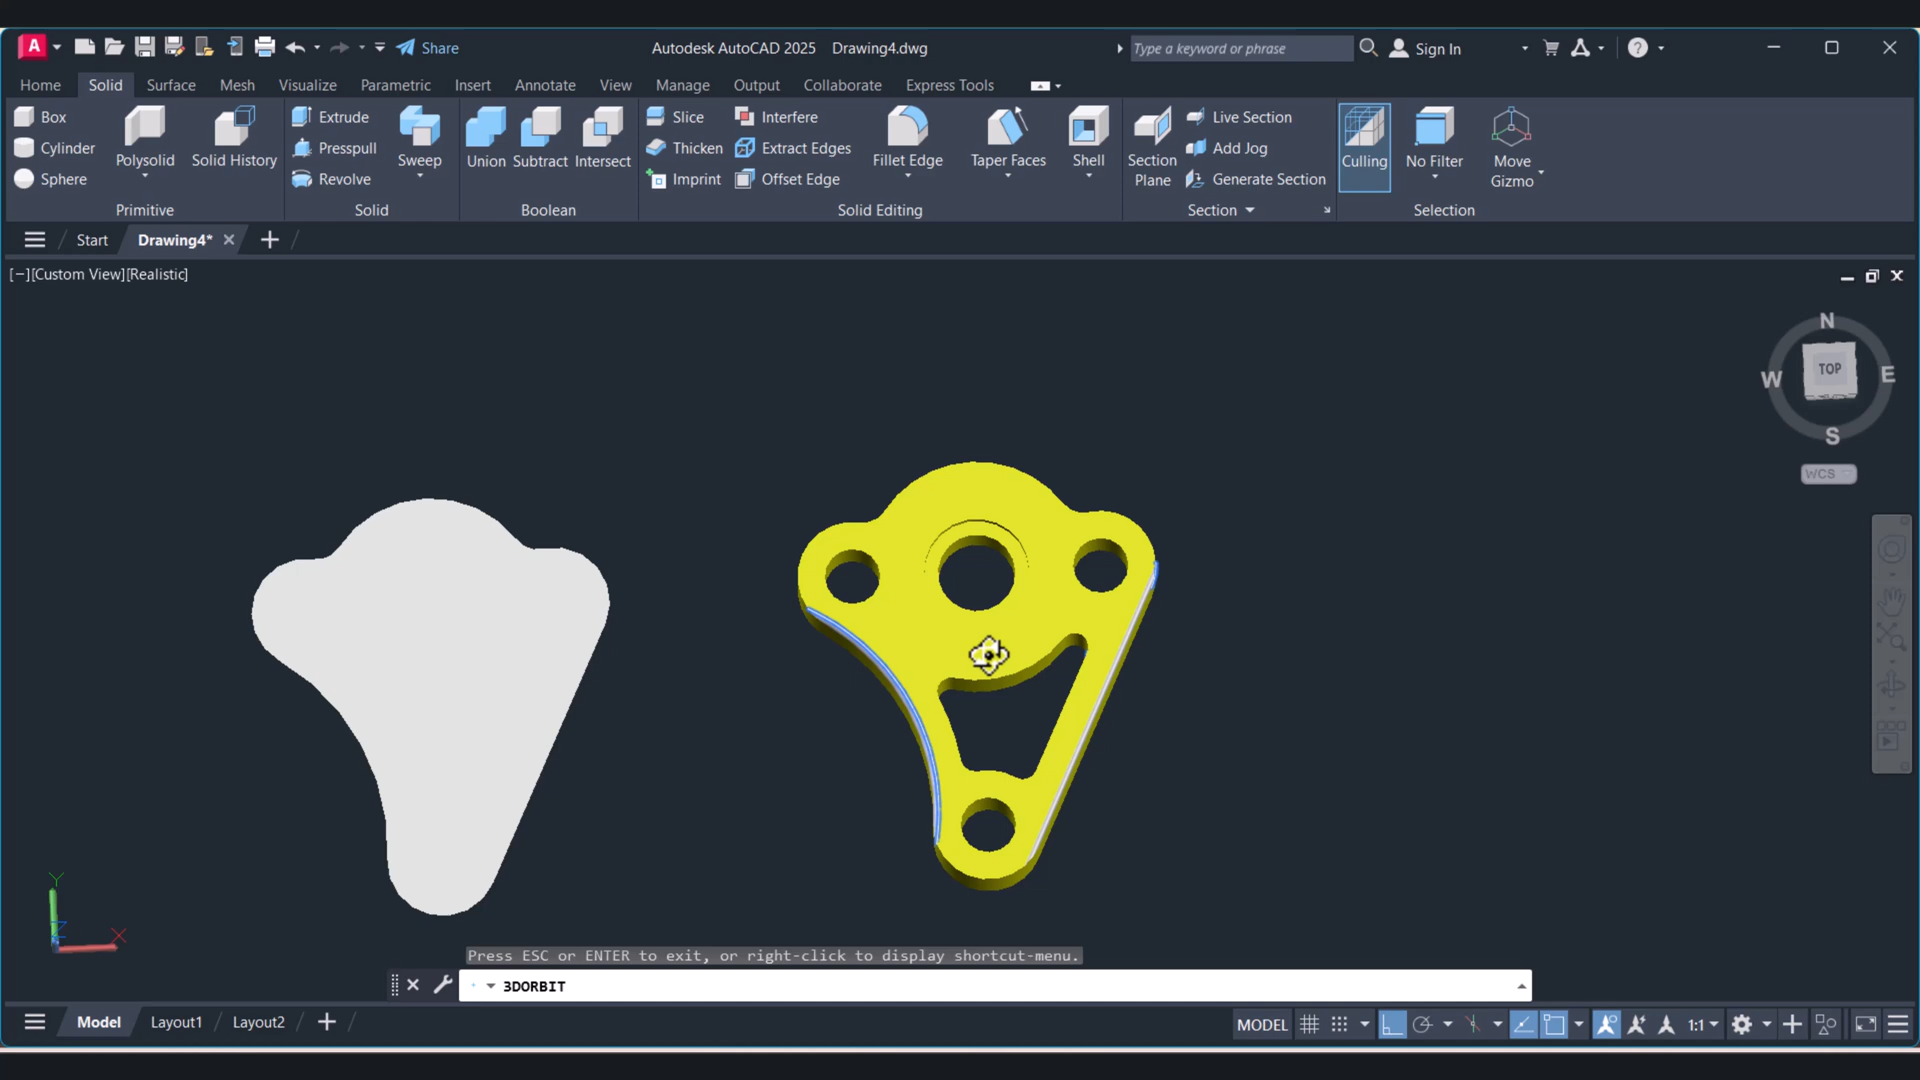 A Share Autodesk AutoCAD 2025 Drawing4.dwg Type a keyword or phrase Sign In ?
Home Solid Surface Mesh Visualize Parametric Insert Annotate View Manage Output Collaborate Express Tools
Box Cylinder Sphere
Polysolid Solid History
Primitive
Extrude Presspull Revolve
Sweep
Solid
Union Subtract Intersect
Boolean
Slice Thicken Imprint
Interfere Extract Edges Offset Edge
Fillet Edge Taper Faces Shell
Solid Editing
Section Plane
Live Section Add Jog Generate Section
Section
Culling No Filter Move Gizmo
Selection
Start Drawing4*
[−][Custom View][Realistic]
N
W TOP E
S
WCS
Y
Z
X
Press ESC or ENTER to exit, or right-click to display shortcut-menu.
3DORBIT
Model Layout1 Layout2 MODEL 1:1